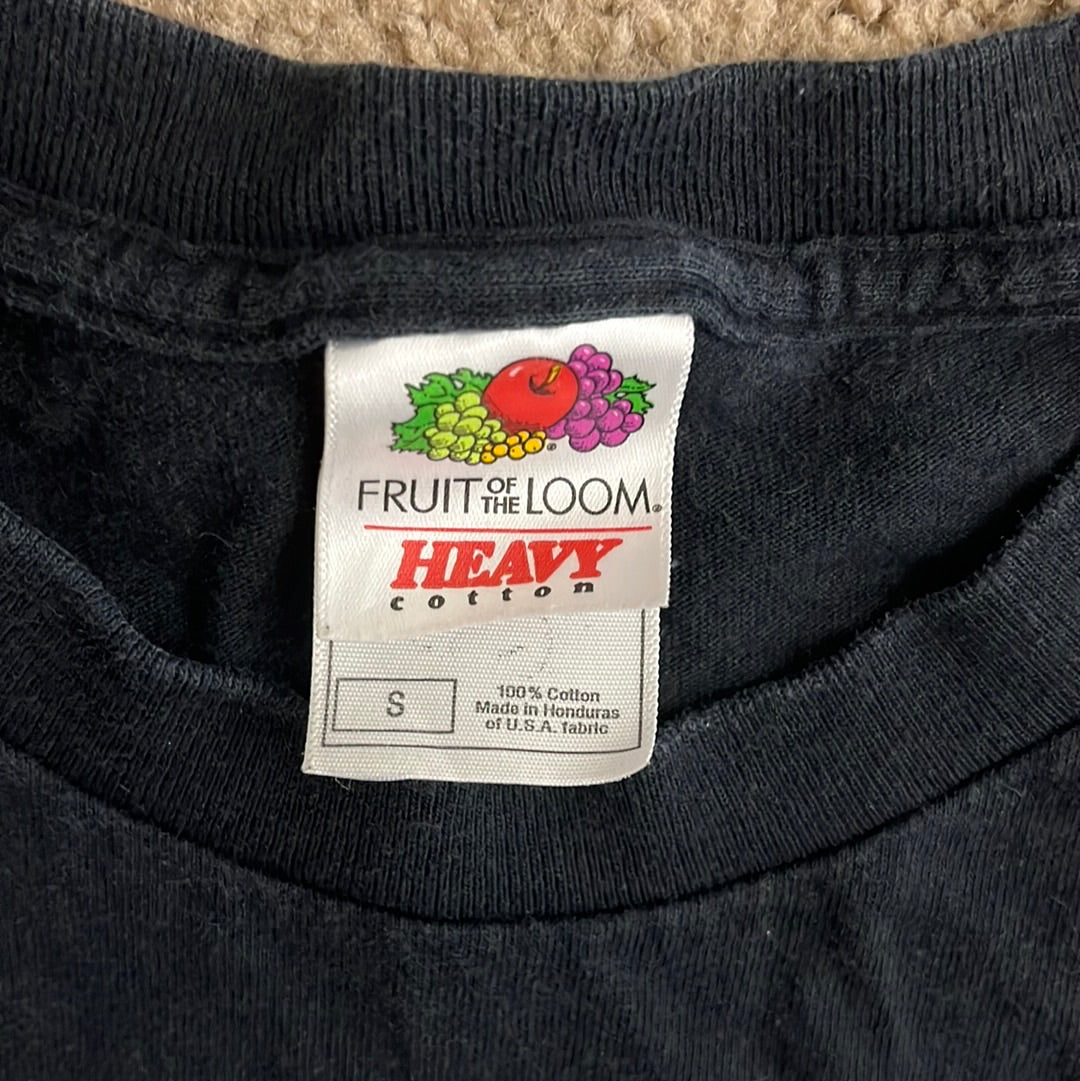 FRUIT OF THE LOOM®
HEAVY
cotton
S
100% Cotton
Made in Honduras
of U.S.A. fabric